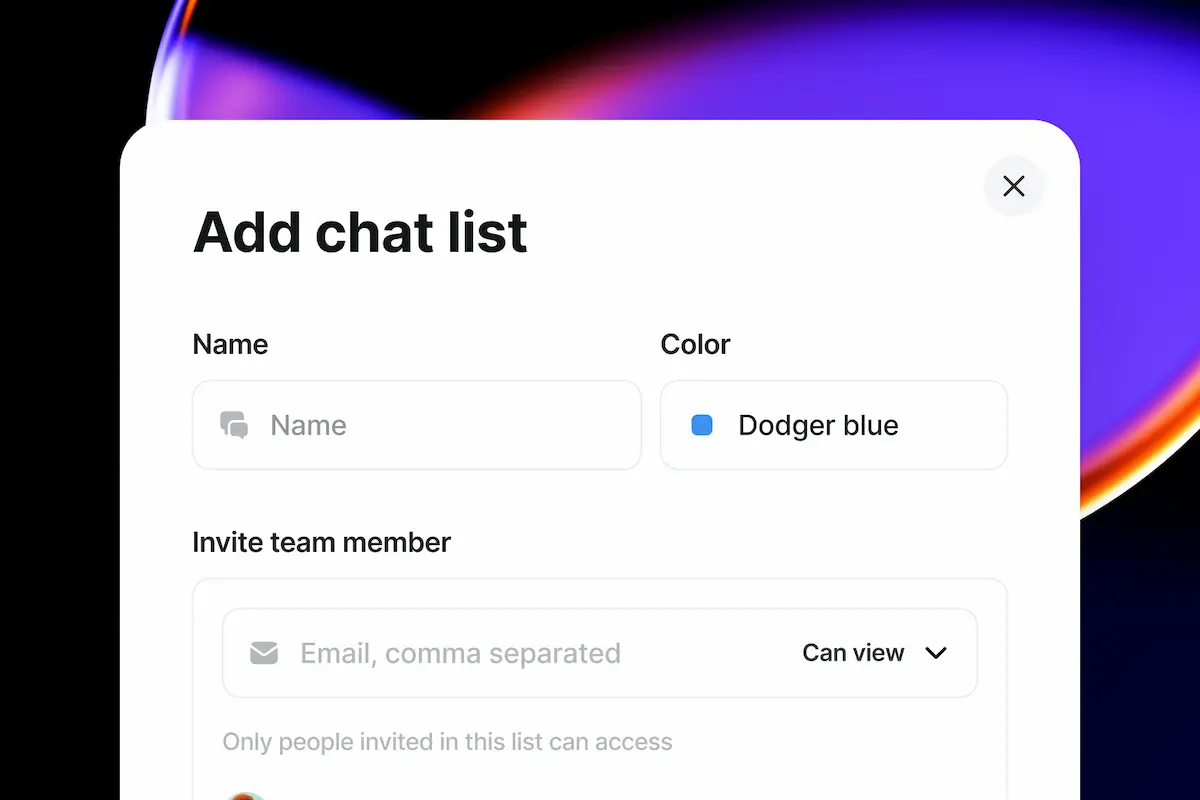 Add chat list
Name
Color
Name
Dodger blue
Invite team member
Email, comma separated
Can view
Only people invited in this list can access